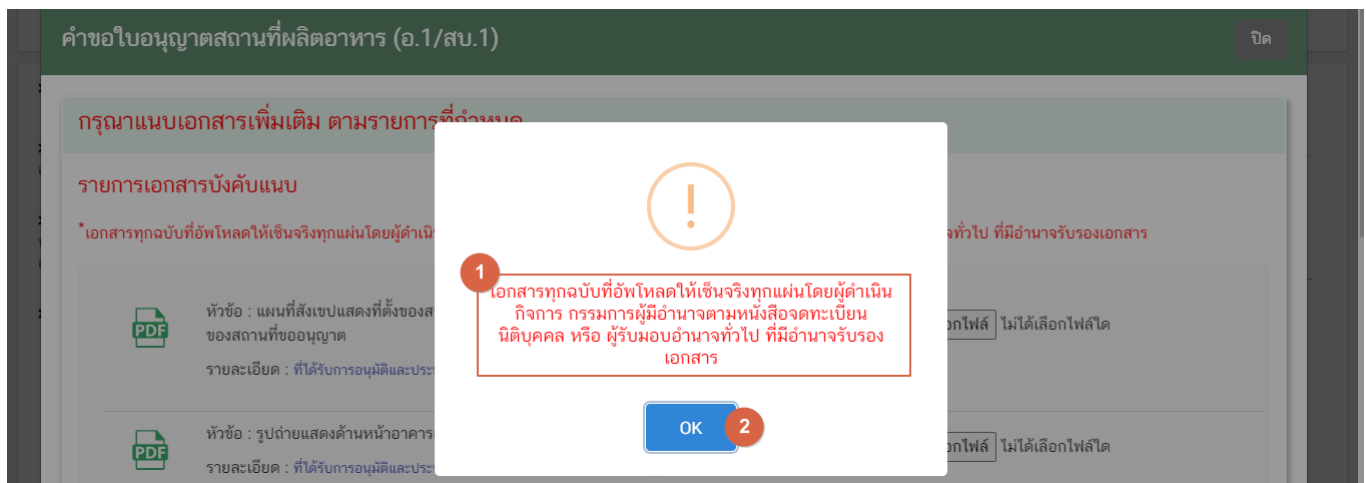 คำขอใบอนุญาตสถานที่ผลิตอาหาร (อ.1/สบ.1)
ปิด
กรุณาแนบเอกสารเพิ่มเติม ตามรายการที่กำหนด
รายการเอกสารบังคับแนบ
*เอกสารทุกฉบับที่อัพโหลดให้เซ็นจริงทุกแผ่นโดยผู้ดำเนิ
ทั่วไป ที่มีอำนาจรับรองเอกสาร
!
1
เอกสารทุกฉบับที่อัพโหลดให้เซ็นจริงทุกแผ่นโดยผู้ดำเนิน
กิจการ กรรมการผู้มีอำนาจตามหนังสือจดทะเบียน
นิติบุคคล หรือ ผู้รับมอบอำนาจทั่วไป ที่มีอำนาจรับรอง
เอกสาร
OK
2
PDF
หัวข้อ : แผนที่สังเขปแสดงที่ตั้งของส
ของสถานที่ขออนุญาต
รายละเอียด : ที่ได้รับการอนุมัติและประ
อกไฟล์ ไม่ได้เลือกไฟล์ใด
PDF
หัวข้อ : รูปถ่ายแสดงด้านหน้าอาคาร
รายละเอียด : ที่ได้รับการอนุมัติและประ
อกไฟล์ ไม่ได้เลือกไฟล์ใด